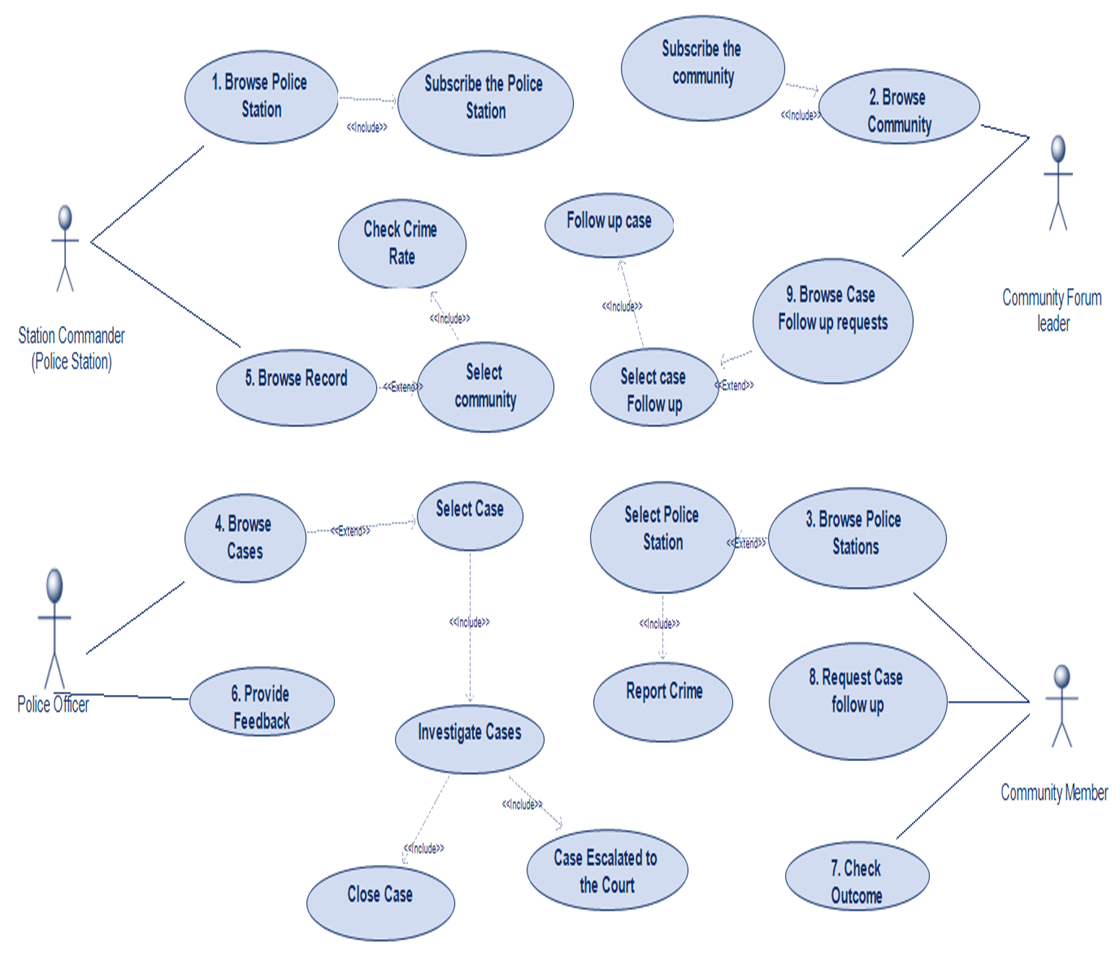 Subscribe the
community
1. Browse Police
Station
Subscribe the Police
Station
<<Include>>
<<Include>>
2. Browse
Community
Check Crime
Rate
Follow up case
Station Commander
(Police Station)
Community Forum
leader
<<Include>>
<<Include>>
9. Browse Case
Follow up requests
5. Browse Record
<<Extend>>
Select
community
Select case
Follow up
<<Extend>>
4. Browse
Cases
<<Extend>>
Select Case
Select Police
Station
<<Extend>>
3. Browse Police
Stations
<<Include>>
<<Include>>
Police Officer
6. Provide
Feedback
Report Crime
8. Request Case
follow up
Investigate Cases
Community Member
<<Include>>
<<Include>>
Close Case
Case Escalated to
the Court
7. Check
Outcome